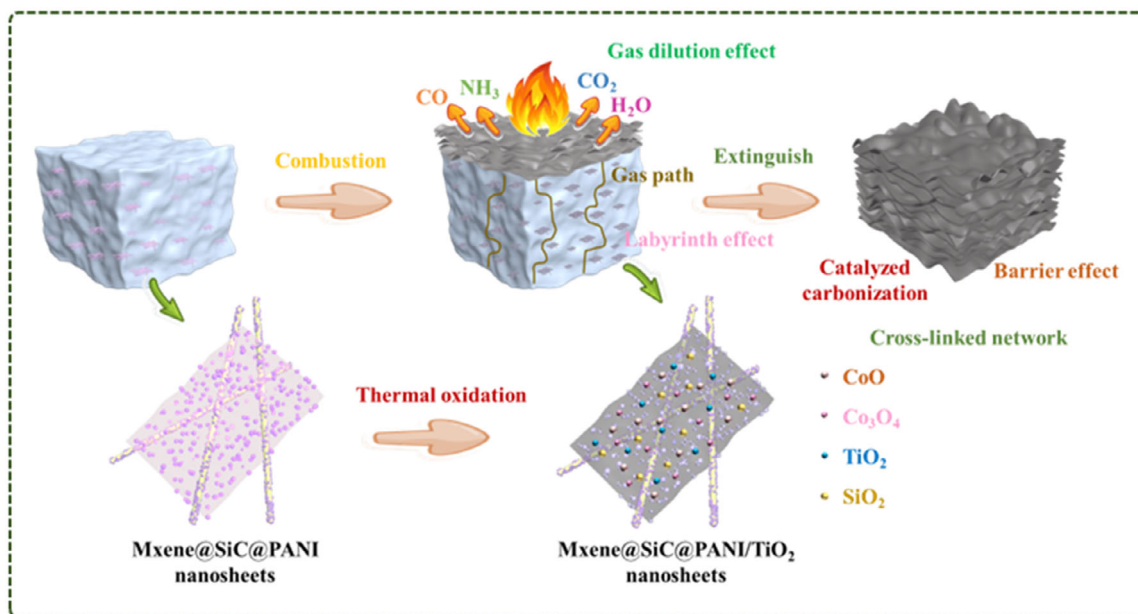 Gas dilution effect
CO
NH₃
CO₂
H₂O
Combustion
Extinguish
Gas path
Labyrinth effect
Catalyzed
carbonization
Barrier effect
Cross-linked network
Thermal oxidation
CoO
Co₃O₄
TiO₂
SiO₂
Mxene@SiC@PANI
nanosheets
Mxene@SiC@PANI/TiO₂
nanosheets